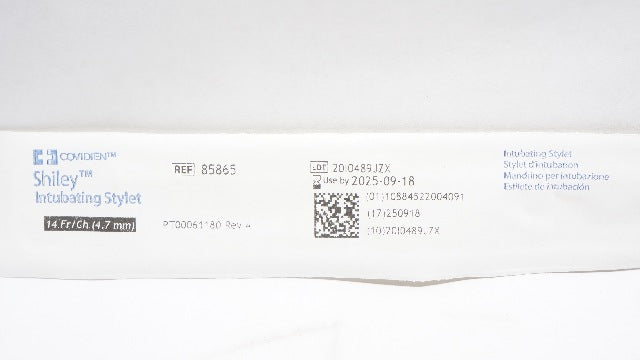 COVIDIEN™
Shiley™
Intubating Stylet
14 Fr/Ch. (4.7 mm)
REF 85865
PT00061180 Rev A
LOT 20I0489JZX
Use by 2025-09-18
(01)10884522004091
(17)250918
(10)20I0489JZX
Intubating Stylet
Stylet d'intubation
Mandrino per intubazione
Estilete de intubación